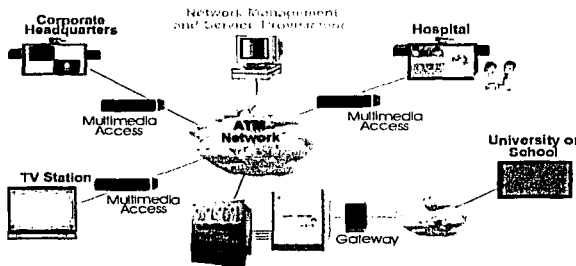 Corporate
Headquarters
Network Management
and Service
Hospital
Multimedia
Access
Multimedia
Access
ATM
Network
University or
School
TV Station
Multimedia
Access
Gateway